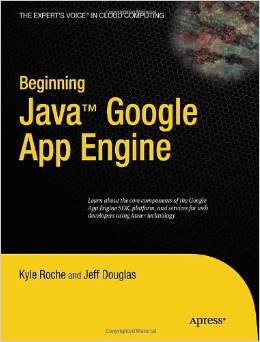 THE EXPERT'S VOICE® IN CLOUD COMPUTING
Beginning
Java™ Google
App Engine
Learn about the core components of the Google
App Engine SDK, platform, and services for web
developers using Java™ technology
Kyle Roche and Jeff Douglas
Apress®